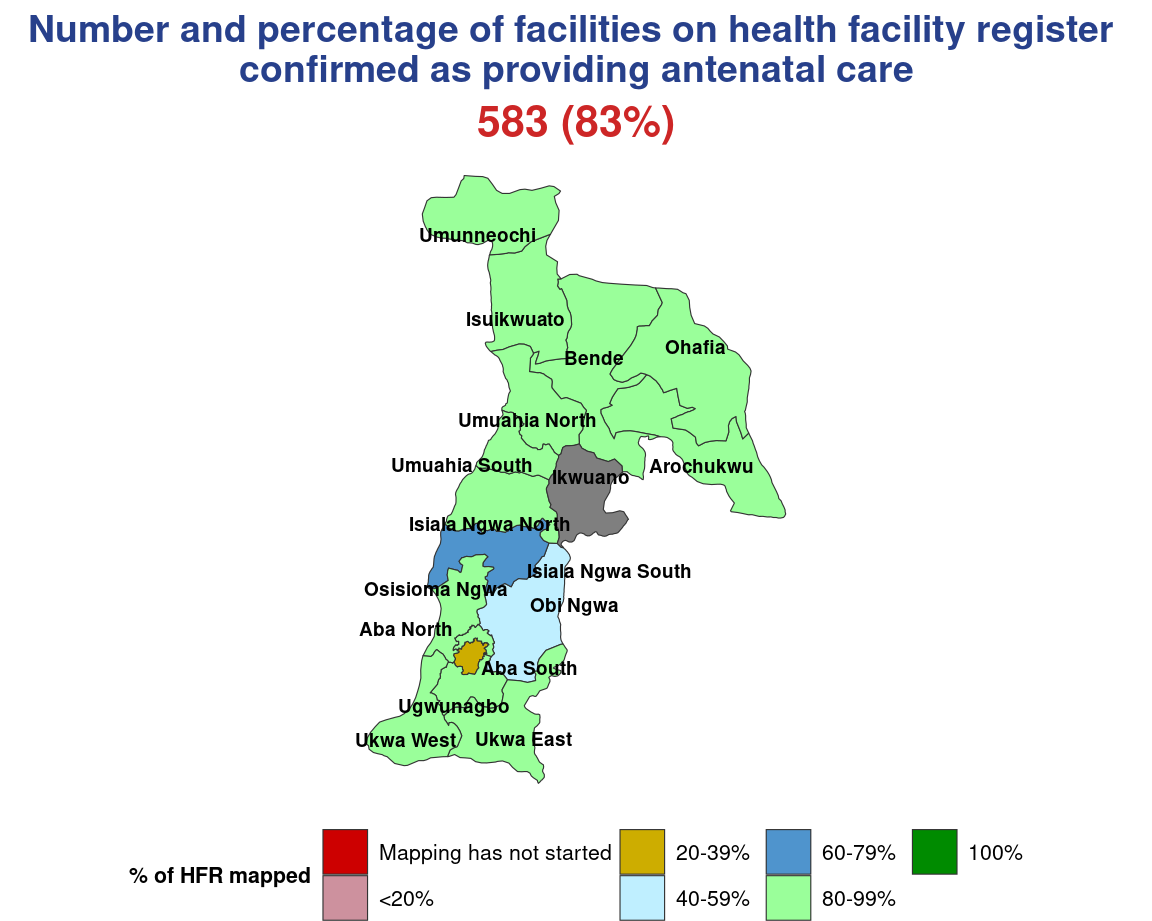 Number and percentage of facilities on health facility register
confirmed as providing antenatal care
583 (83%)
Umunneochi
Isuikwuato
Ohafia
Bende
Umuahia North
Umuahia South
Arochukwu
Ikwuano
Isiala Ngwa North
Isiala Ngwa South
Osisioma Ngwa
Obi Ngwa
Aba North
Aba South
Ugwunagbo
Ukwa West
Ukwa East
% of HFR mapped
Mapping has not started
<20%
20-39%
40-59%
60-79%
80-99%
100%